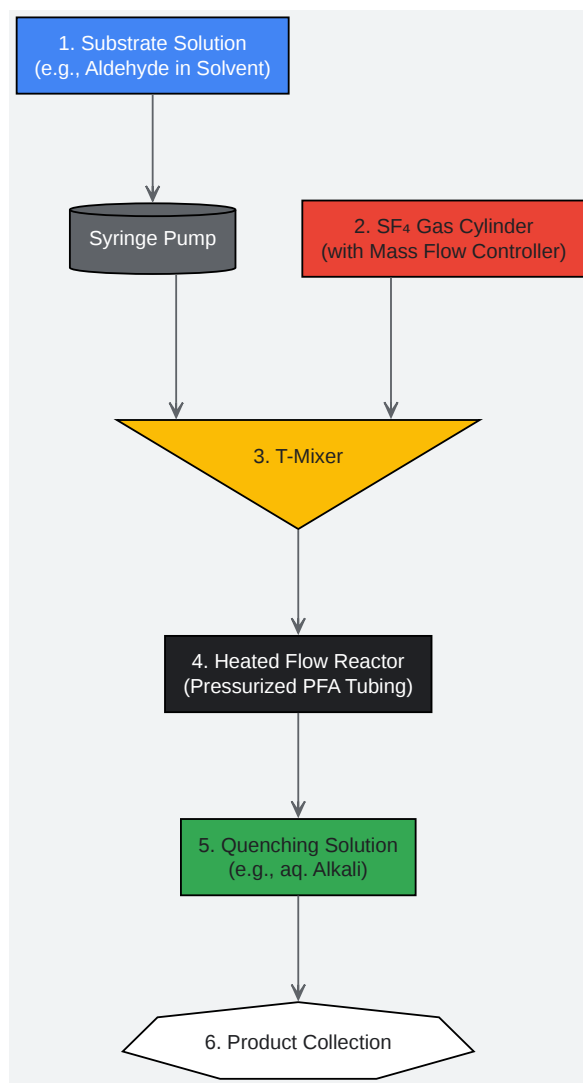 1. Substrate Solution
(e.g., Aldehyde in Solvent)
Syringe Pump
2. SF₄ Gas Cylinder
(with Mass Flow Controller)
3. T-Mixer
4. Heated Flow Reactor
(Pressurized PFA Tubing)
5. Quenching Solution
(e.g., aq. Alkali)
6. Product Collection